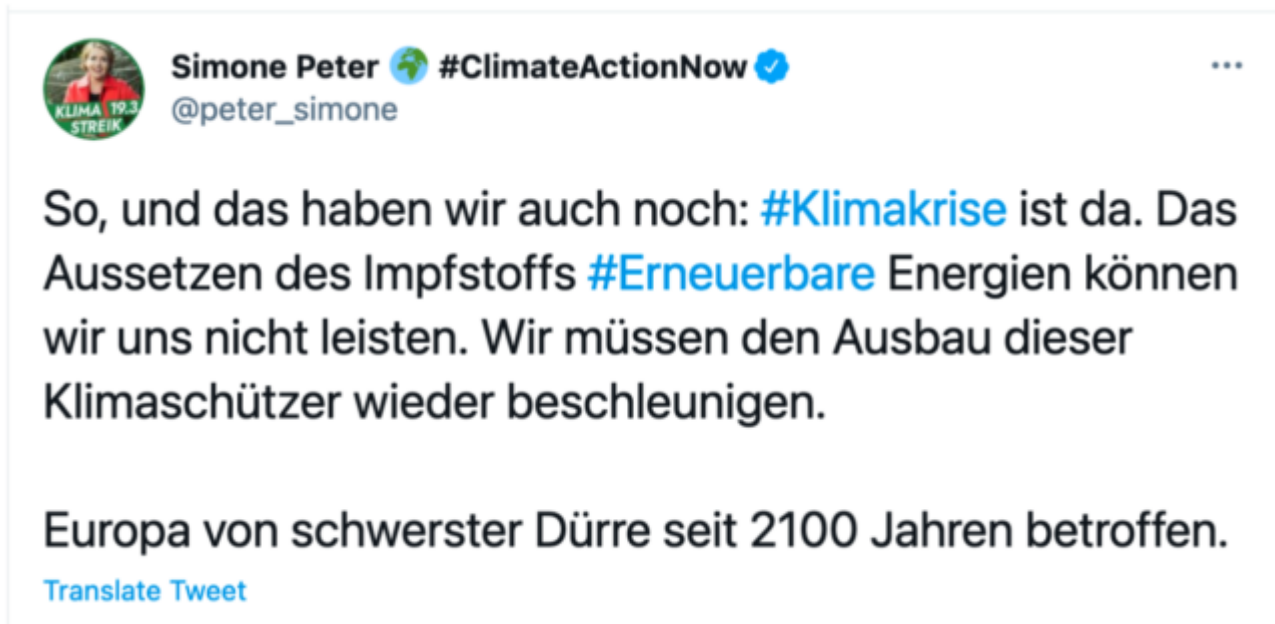 Simone Peter 🌍 #ClimateActionNow
@peter_simone
KLIMA 19.3
STREIK
So, und das haben wir auch noch: #Klimakrise ist da. Das
Aussetzen des Impfstoffs #Erneuerbare Energien können
wir uns nicht leisten. Wir müssen den Ausbau dieser
Klimaschützer wieder beschleunigen.
Europa von schwerster Dürre seit 2100 Jahren betroffen.
Translate Tweet